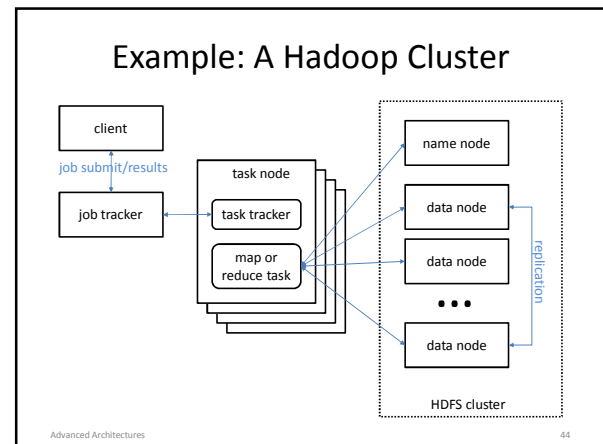 Example: A Hadoop Cluster
client
job submit/results
job tracker
task node
task tracker
map or
reduce task
name node
data node
data node
...
data node
replication
HDFS cluster
Advanced Architectures
44